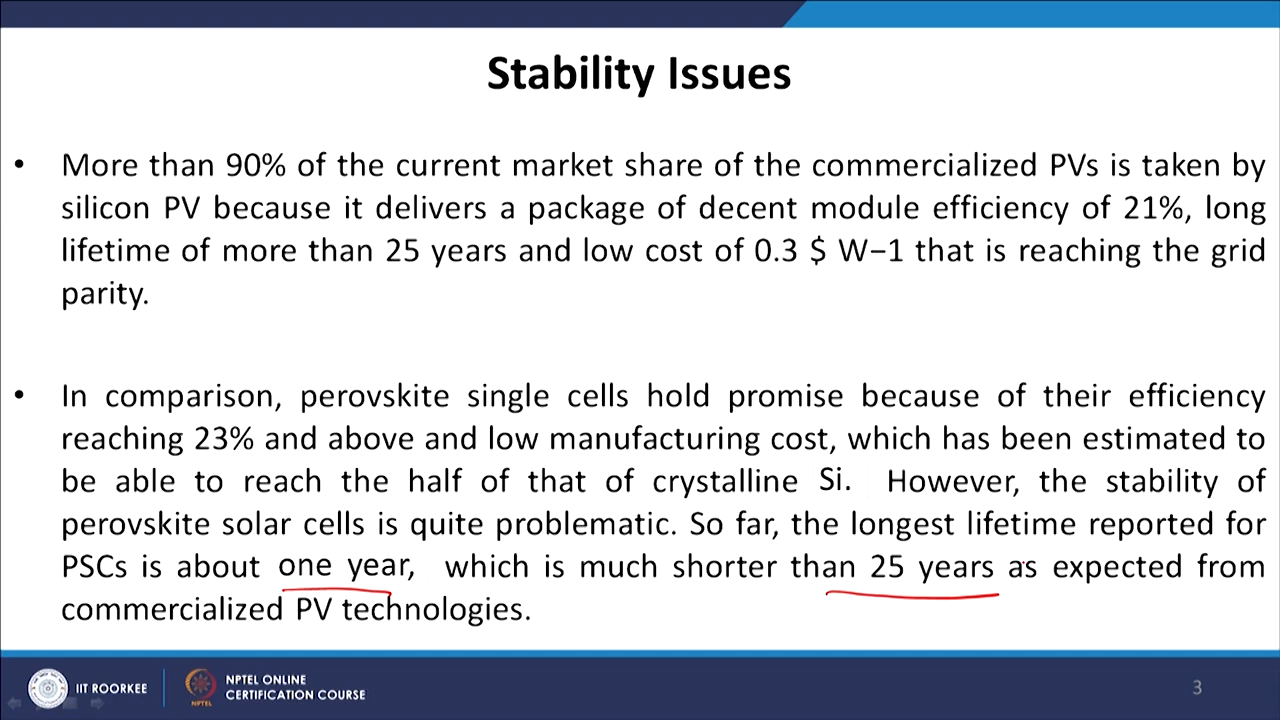 Stability Issues
• More than 90% of the current market share of the commercialized PVs is taken by
silicon PV because it delivers a package of decent module efficiency of 21%, long
lifetime of more than 25 years and low cost of 0.3 $ W−1 that is reaching the grid
parity.
• In comparison, perovskite single cells hold promise because of their efficiency
reaching 23% and above and low manufacturing cost, which has been estimated to
be able to reach the half of that of crystalline Si. However, the stability of
perovskite solar cells is quite problematic. So far, the longest lifetime reported for
PSCs is about one year, which is much shorter than 25 years as expected from
commercialized PV technologies.
IIT ROORKEE
NPTEL
NPTEL ONLINE
CERTIFICATION COURSE
3